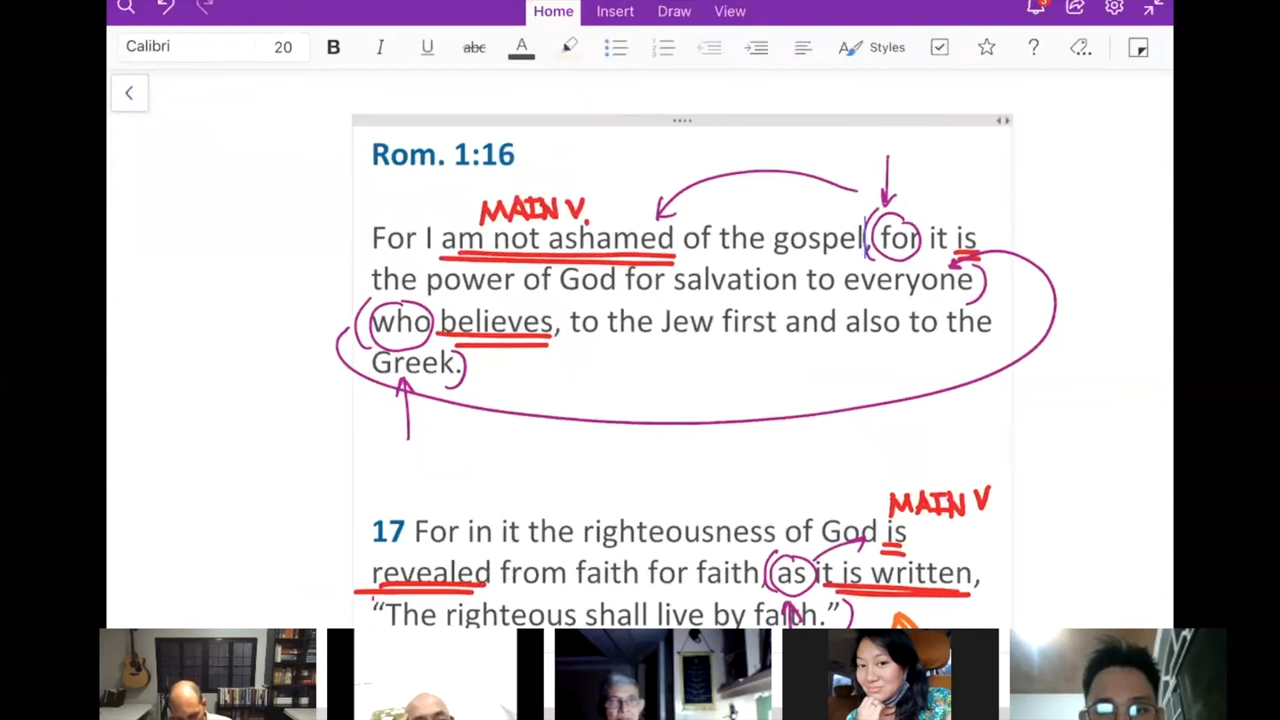 Home Insert Draw View
Calibri 20 B I U abc A Styles ?
Rom. 1:16
MAIN V.
For I am not ashamed of the gospel, for it is
the power of God for salvation to everyone
who believes, to the Jew first and also to the
Greek.
MAIN V
17 For in it the righteousness of God is
revealed from faith for faith, as it is written,
“The righteous shall live by faith.”